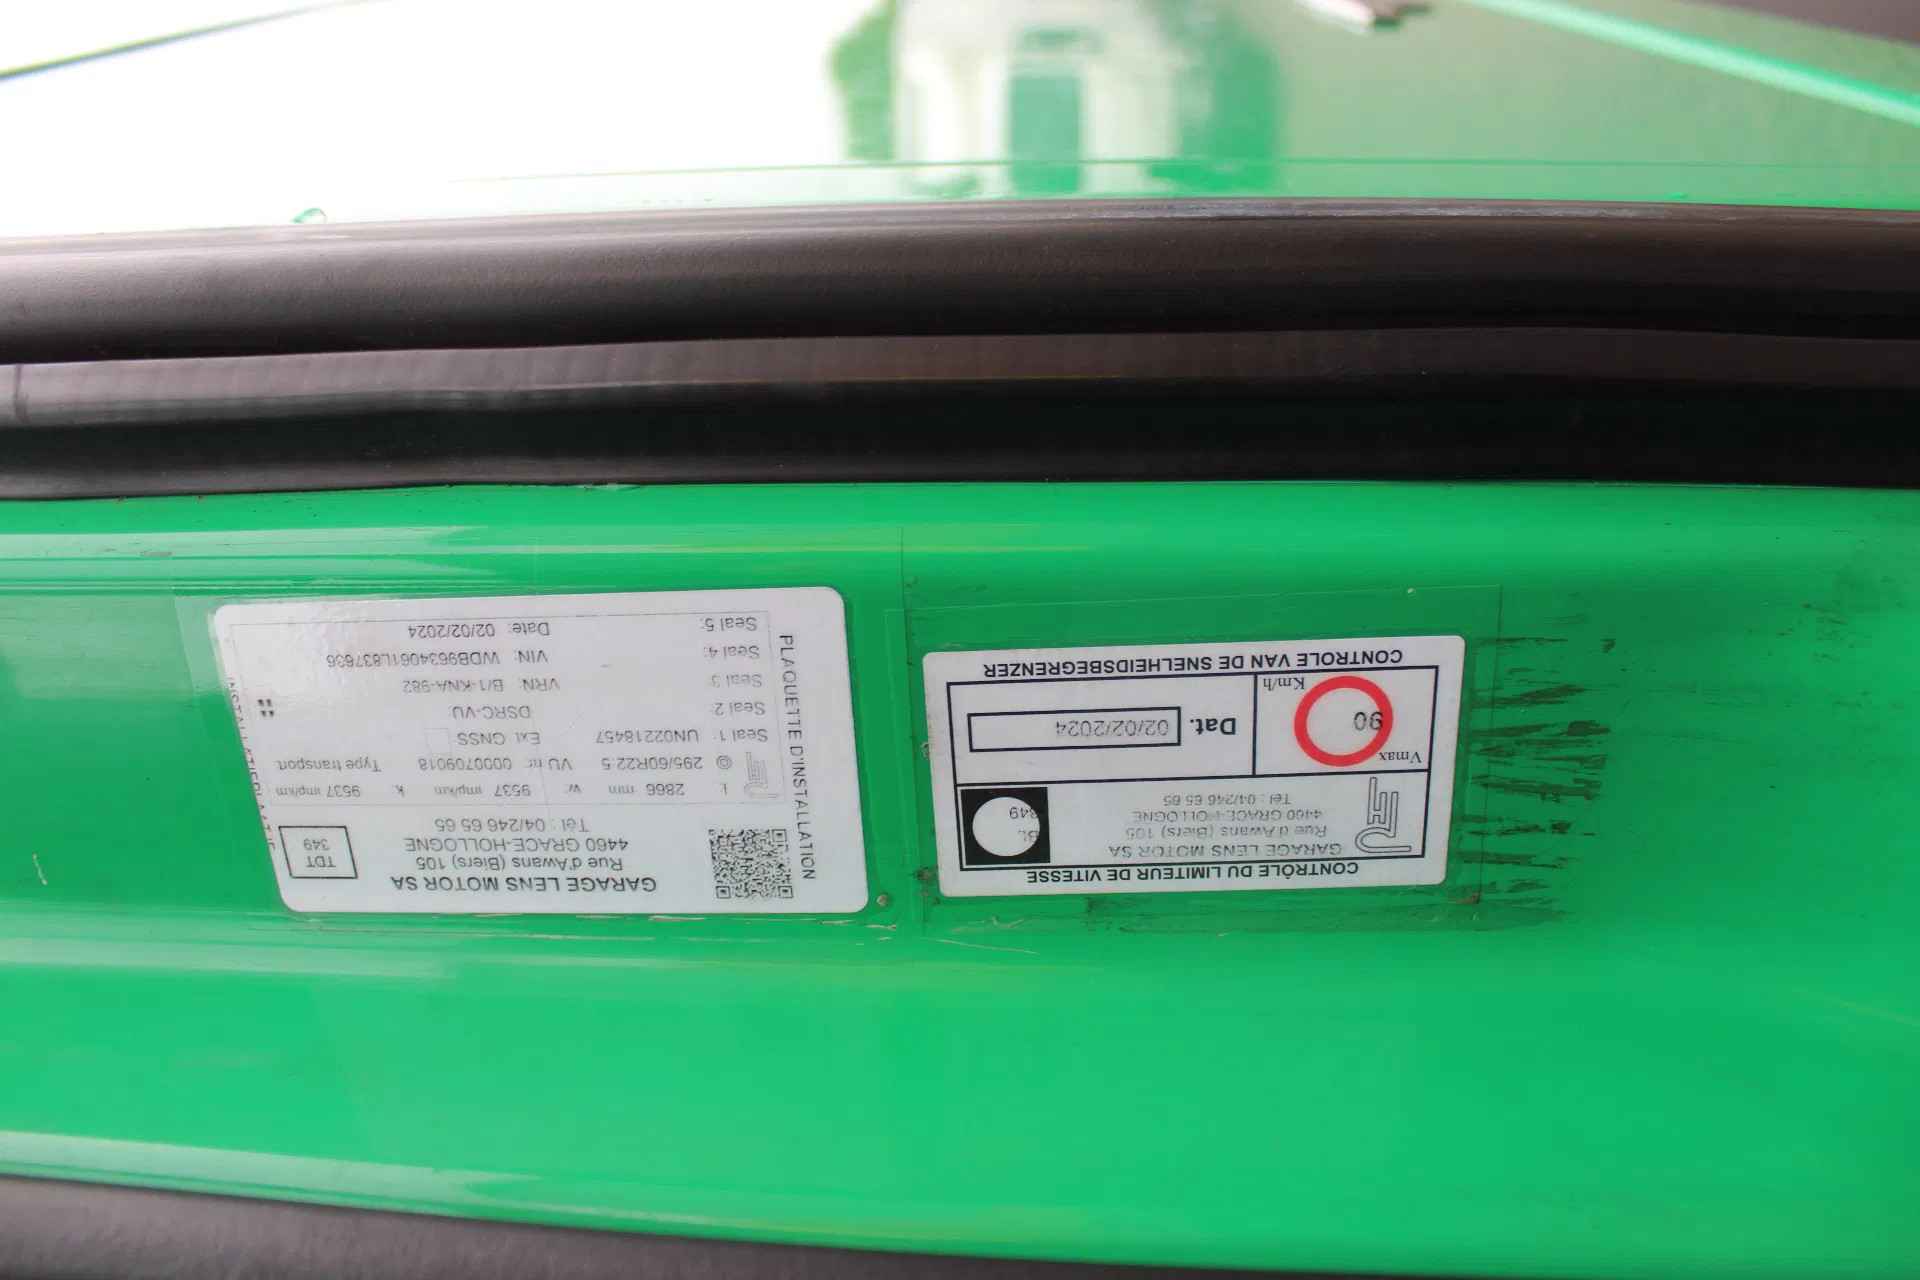 CONTRÔLE DU LIMITEUR DE VITESSE
GARAGE LENS MOTOR SA
Rue d'Awans (Biers) 105
4460 GRACE-HOLLOGNE
Tél : 04/246 65 65
349
Vmax
90
Km/h
Dat. 02/02/2024
CONTROLE VAN DE SNELHEIDSBEGRENZER
PLAQUETTE D'INSTALLATION
GARAGE LENS MOTOR SA
Rue d'Awans (Biers) 105
4460 GRACE-HOLLOGNE
Tél : 04/246 65 65
TDT
349
l: 2866 mm w: 9537 imp/km k 9537 imp/km
295/60R22.5 VU nr: 0000709018 Type transport
Seal 1: UN02218457 Ext GNSS
Seal 2: DSRC-VU
Seal 3 VRN: B/1-KNA-982
Seal 4: VIN: WDB9634061L837636
Seal 5: Date: 02/02/2024